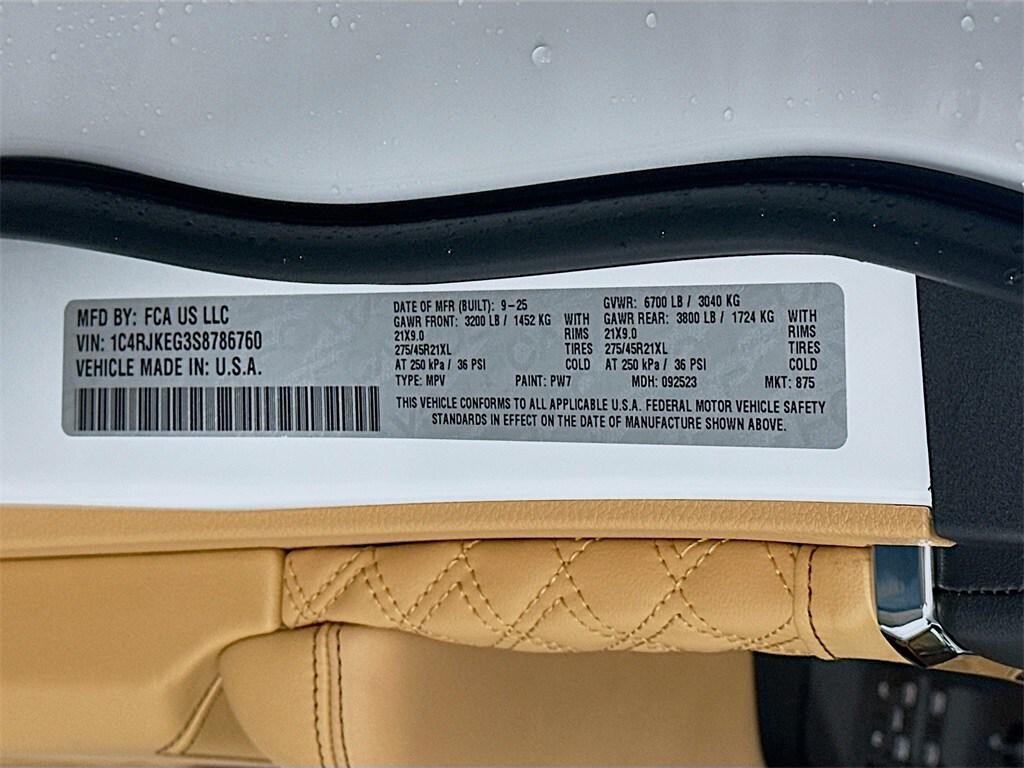 MFD BY: FCA US LLC
VIN: 1C4RJKEG3S8786760
VEHICLE MADE IN: U.S.A.
DATE OF MFR (BUILT): 9-25
GAWR FRONT: 3200 LB / 1452 KG WITH
21X9.0 RIMS
275/45R21XL TIRES
AT 250 kPa / 36 PSI COLD
GVWR: 6700 LB / 3040 KG
GAWR REAR: 3800 LB / 1724 KG WITH
21X9.0 RIMS
275/45R21XL TIRES
AT 250 kPa / 36 PSI COLD
TYPE: MPV PAINT: PW7 MDH: 092523 MKT: 875
THIS VEHICLE CONFORMS TO ALL APPLICABLE U.S.A. FEDERAL MOTOR VEHICLE SAFETY
STANDARDS IN EFFECT ON THE DATE OF MANUFACTURE SHOWN ABOVE.